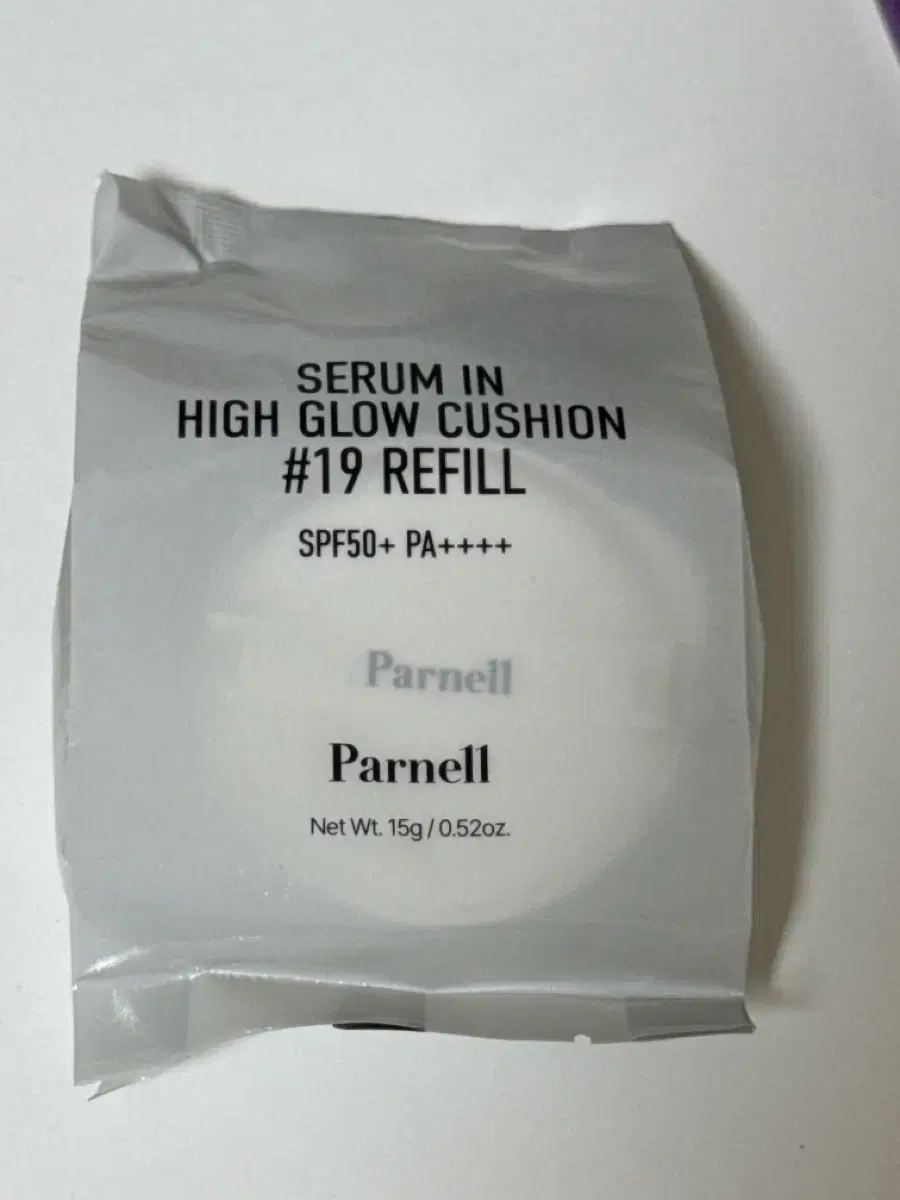 SERUM IN
HIGH GLOW CUSHION
#19 REFILL
SPF50+ PA++++
Parnell
Parnell
Net Wt. 15g / 0.52oz.